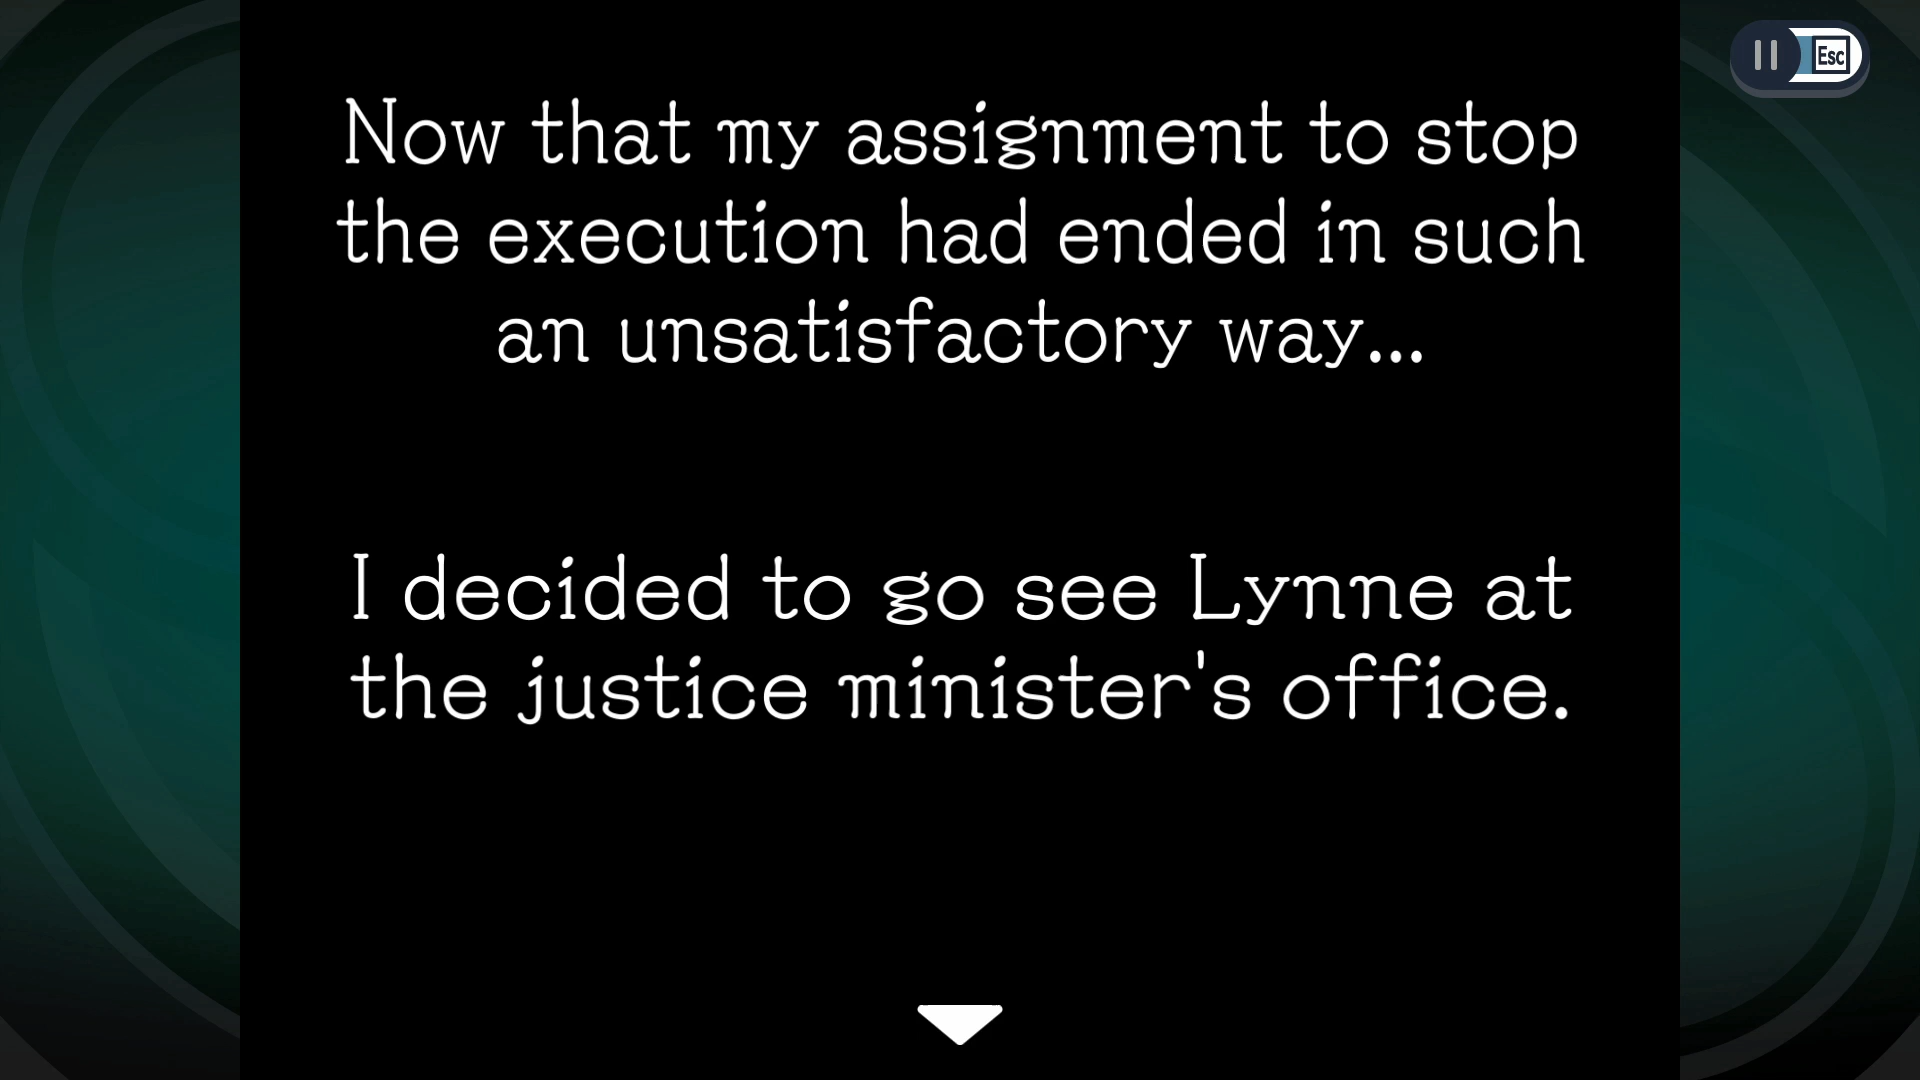 Esc
Now that my assignment to stop
the execution had ended in such
an unsatisfactory way...
I decided to go see Lynne at
the justice minister's office.